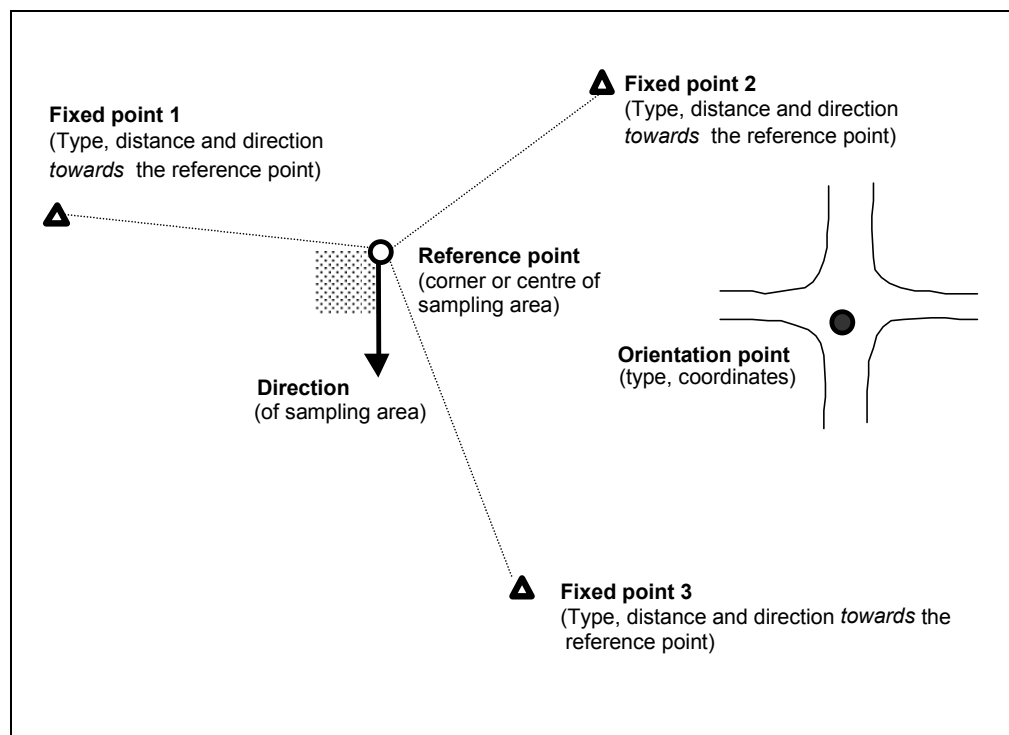 Fixed point 1
(Type, distance and direction
towards the reference point)
Fixed point 2
(Type, distance and direction
towards the reference point)
Reference point
(corner or centre of
sampling area)
Orientation point
(type, coordinates)
Direction
(of sampling area)
Fixed point 3
(Type, distance and direction towards the
reference point)